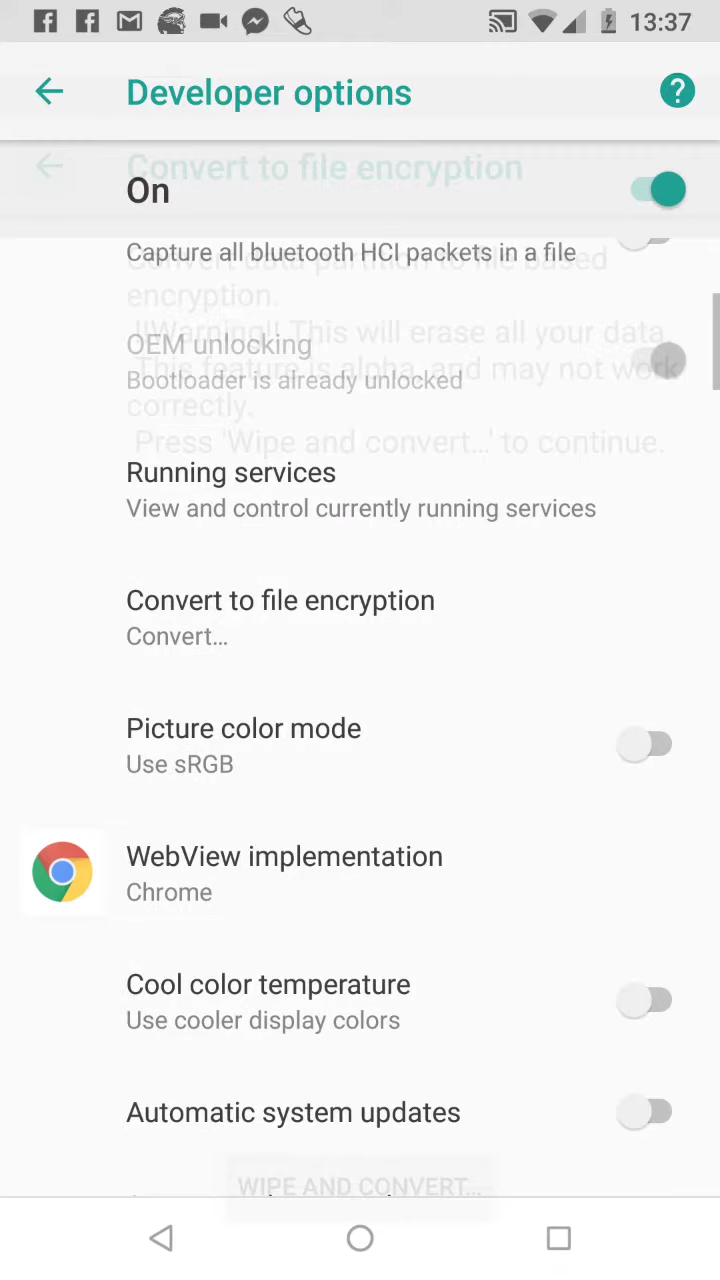 13:37
Developer options
Convert to file encryption
On
Capture all bluetooth HCI packets in a file
Convert data partition to file based
encryption.
!!Warning!! This will erase all your data
OEM unlocking
This feature is alpha, and may not work
Bootloader is already unlocked
correctly.
Press 'Wipe and convert…' to continue.
Running services
View and control currently running services
Convert to file encryption
Convert…
Picture color mode
Use sRGB
WebView implementation
Chrome
Cool color temperature
Use cooler display colors
Automatic system updates
WIPE AND CONVERT…